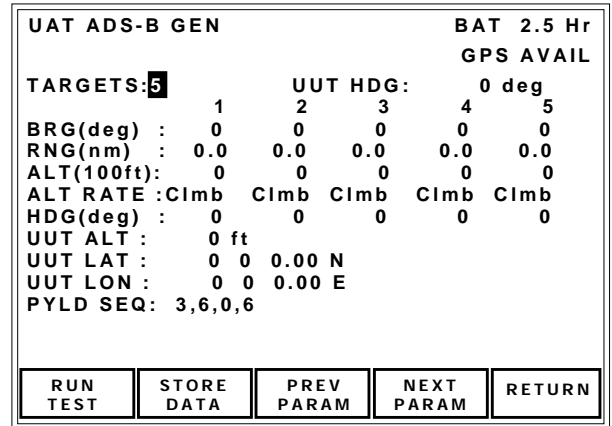 UAT ADS-B GEN BAT 2.5 Hr
GPS AVAIL
TARGETS:5 UUT HDG: 0 deg
1 2 3 4 5
BRG(deg) : 0 0 0 0 0
RNG(nm) : 0.0 0.0 0.0 0.0 0.0
ALT(100ft): 0 0 0 0 0
ALT RATE :Clmb Clmb Clmb Clmb Clmb
HDG(deg) : 0 0 0 0 0
UUT ALT : 0 ft
UUT LAT : 0 0 0.00 N
UUT LON : 0 0 0.00 E
PYLD SEQ: 3,6,0,6
RUN TEST
STORE DATA
PREV PARAM
NEXT PARAM
RETURN